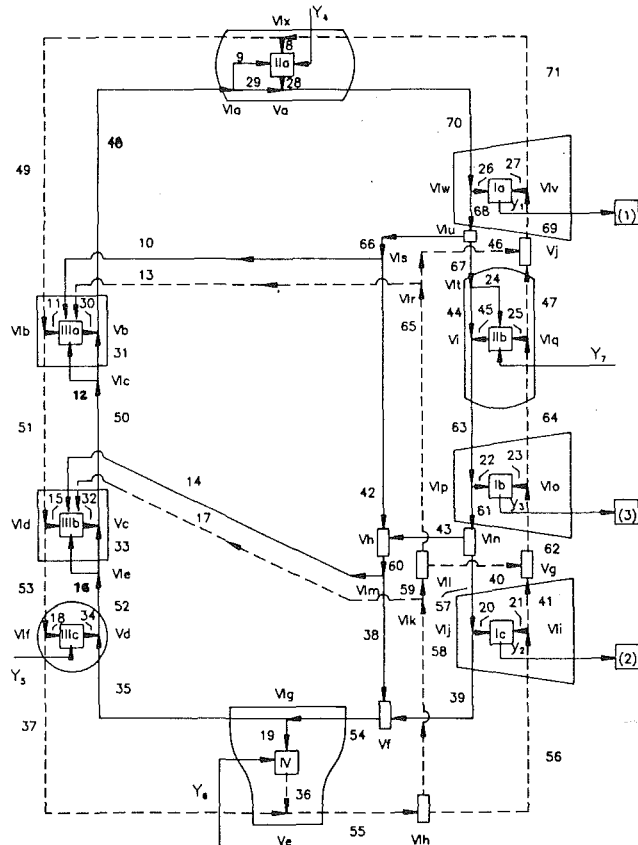 VIx
Y₄
8
9
IIa
71
29
28
VIa
Va
48
70
49
26
27
VIw
Ia
VIv
y₁
68
(1)
VIu
69
10
66
46
Vj
VIs
67
13
VIt
24
VIr
47
11
30
65
44
45
25
VIb
IIIa
Vb
Vi
IIb
VIq
31
12
VIc
Y₇
51
50
63
64
14
22
23
42
VIp
Ib
VIo
15
32
17
y₃
VId
IIIb
Vc
61
(3)
33
43
VIn
Vh
62
16
VIe
60
59
VIl
Vg
53
52
VIm
57
40
41
18
34
VIk
20
21
VIf
IIIc
Vd
38
VIj
Ic
VIi
58
y₂
Y₅
(2)
35
39
VIg
37
54
19
Vf
56
Y₆
IV
36
Ve
55
VIh